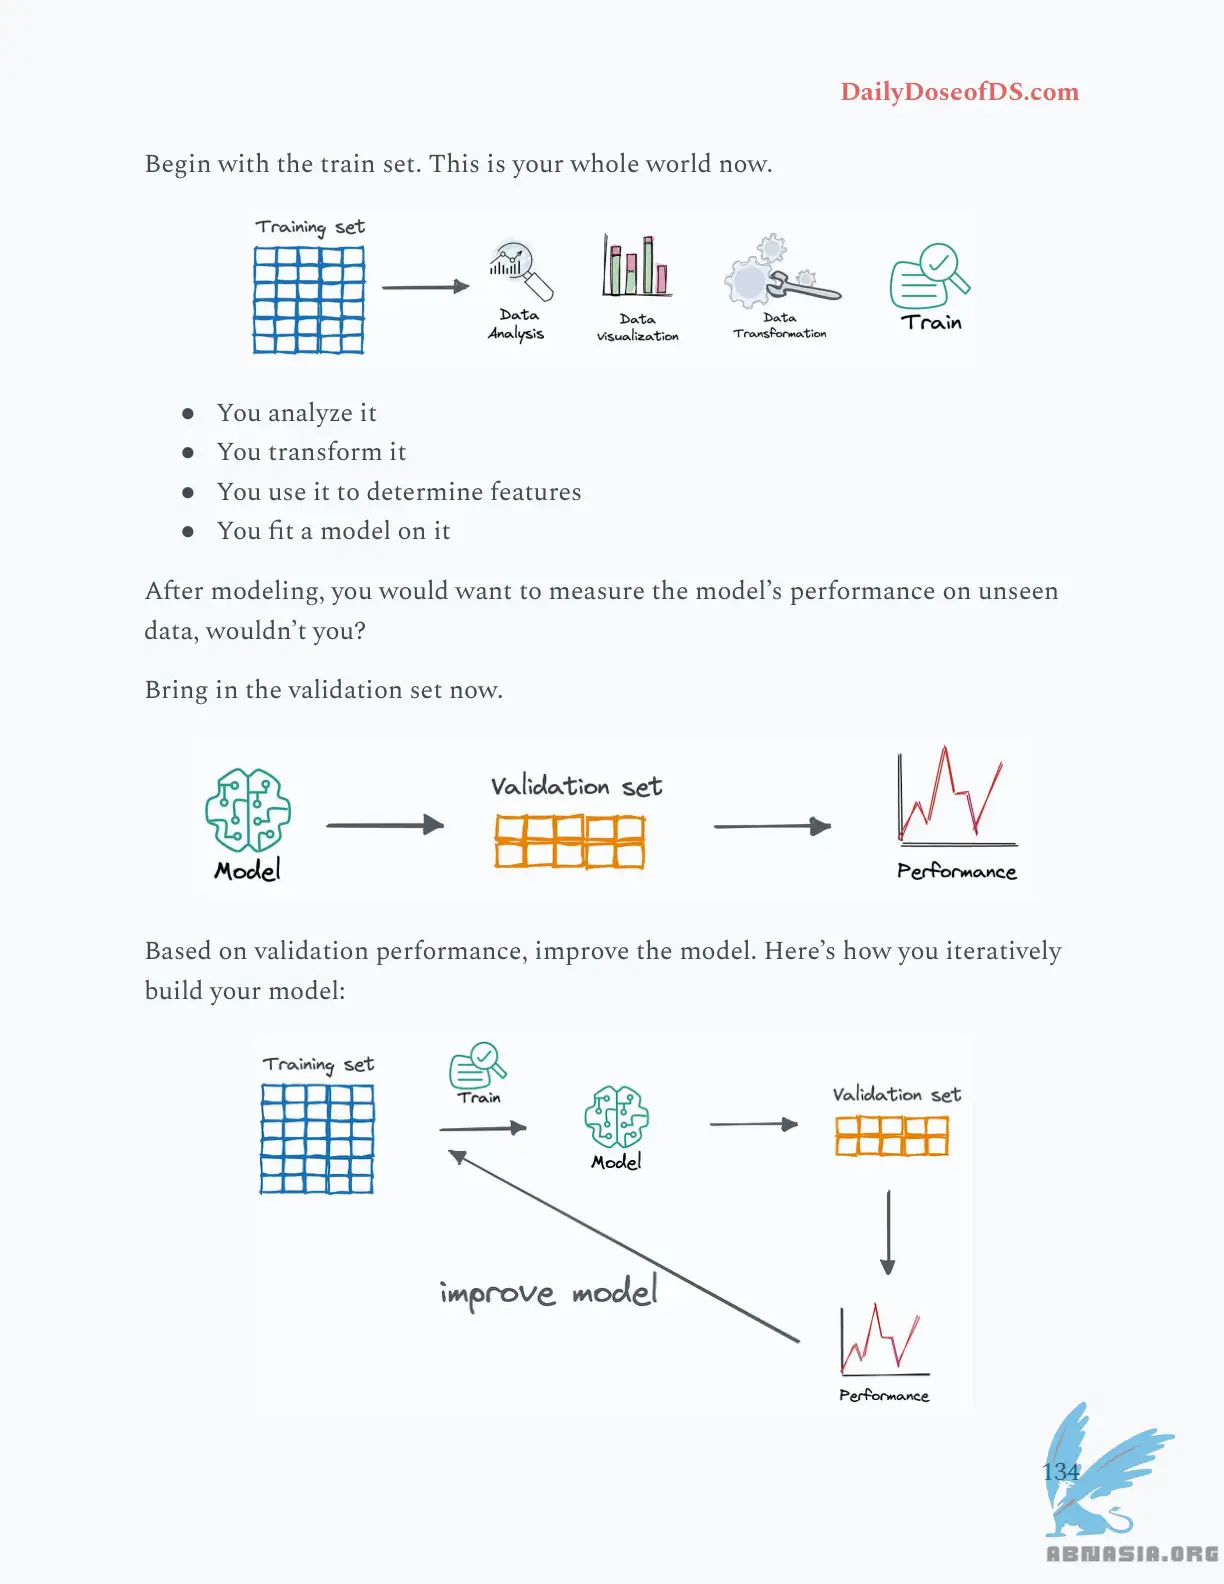 DailyDoseofDS.com
Begin with the train set. This is your whole world now.
Training set
Data
Analysis
Data
Visualization
Data
Transformation
Train
● You analyze it
● You transform it
● You use it to determine features
● You fit a model on it
After modeling, you would want to measure the model’s performance on unseen
data, wouldn’t you?
Bring in the validation set now.
Model
Validation set
Performance
Based on validation performance, improve the model. Here’s how you iteratively
build your model:
Training set
Train
Model
Validation set
improve model
Performance
134
ABNASIA.ORG